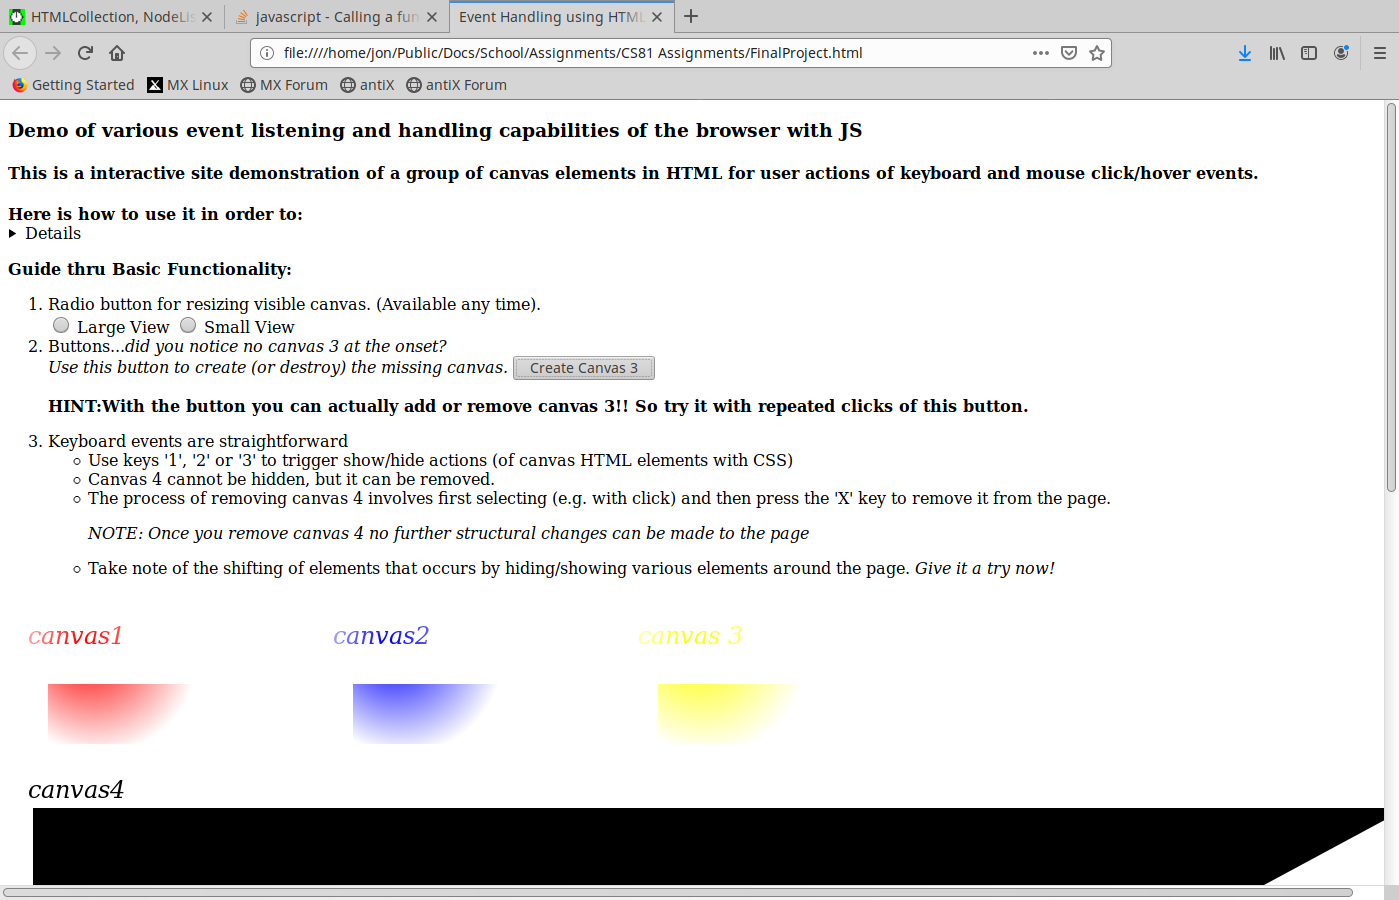 HTMLCollection, NodeLis
javascript - Calling a fun
Event Handling using HTML
file:////home/jon/Public/Docs/School/Assignments/CS81 Assignments/FinalProject.html
Getting Started MX Linux MX Forum antiX antiX Forum
Demo of various event listening and handling capabilities of the browser with JS
This is a interactive site demonstration of a group of canvas elements in HTML for user actions of keyboard and mouse click/hover events.
Here is how to use it in order to:
Details
Guide thru Basic Functionality:
1. Radio button for resizing visible canvas. (Available any time).
Large View Small View
2. Buttons...did you notice no canvas 3 at the onset?
Use this button to create (or destroy) the missing canvas. Create Canvas 3
HINT:With the button you can actually add or remove canvas 3!! So try it with repeated clicks of this button.
3. Keyboard events are straightforward
Use keys '1', '2' or '3' to trigger show/hide actions (of canvas HTML elements with CSS)
Canvas 4 cannot be hidden, but it can be removed.
The process of removing canvas 4 involves first selecting (e.g. with click) and then press the 'X' key to remove it from the page.
NOTE: Once you remove canvas 4 no further structural changes can be made to the page
Take note of the shifting of elements that occurs by hiding/showing various elements around the page. Give it a try now!
canvas1 canvas2 canvas 3
canvas4